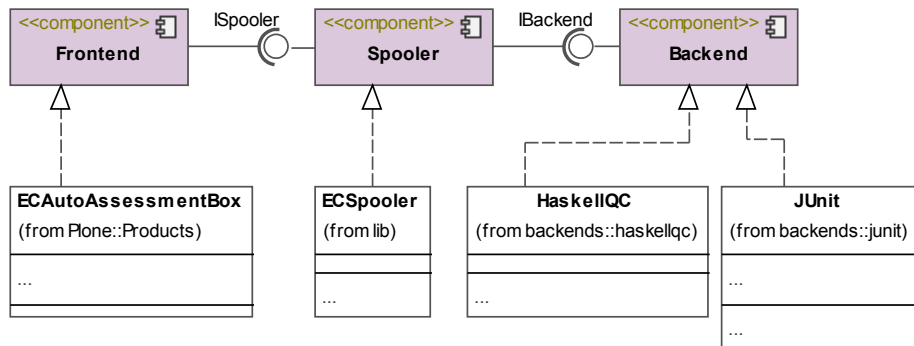 <<component>>
Frontend
ISpooler
<<component>>
Spooler
IBackend
<<component>>
Backend
ECAutoAssessmentBox
(from Plone::Products)
...
ECSpooler
(from lib)
...
HaskellQC
(from backends::haskellqc)
...
JUnit
(from backends::junit)
...
...